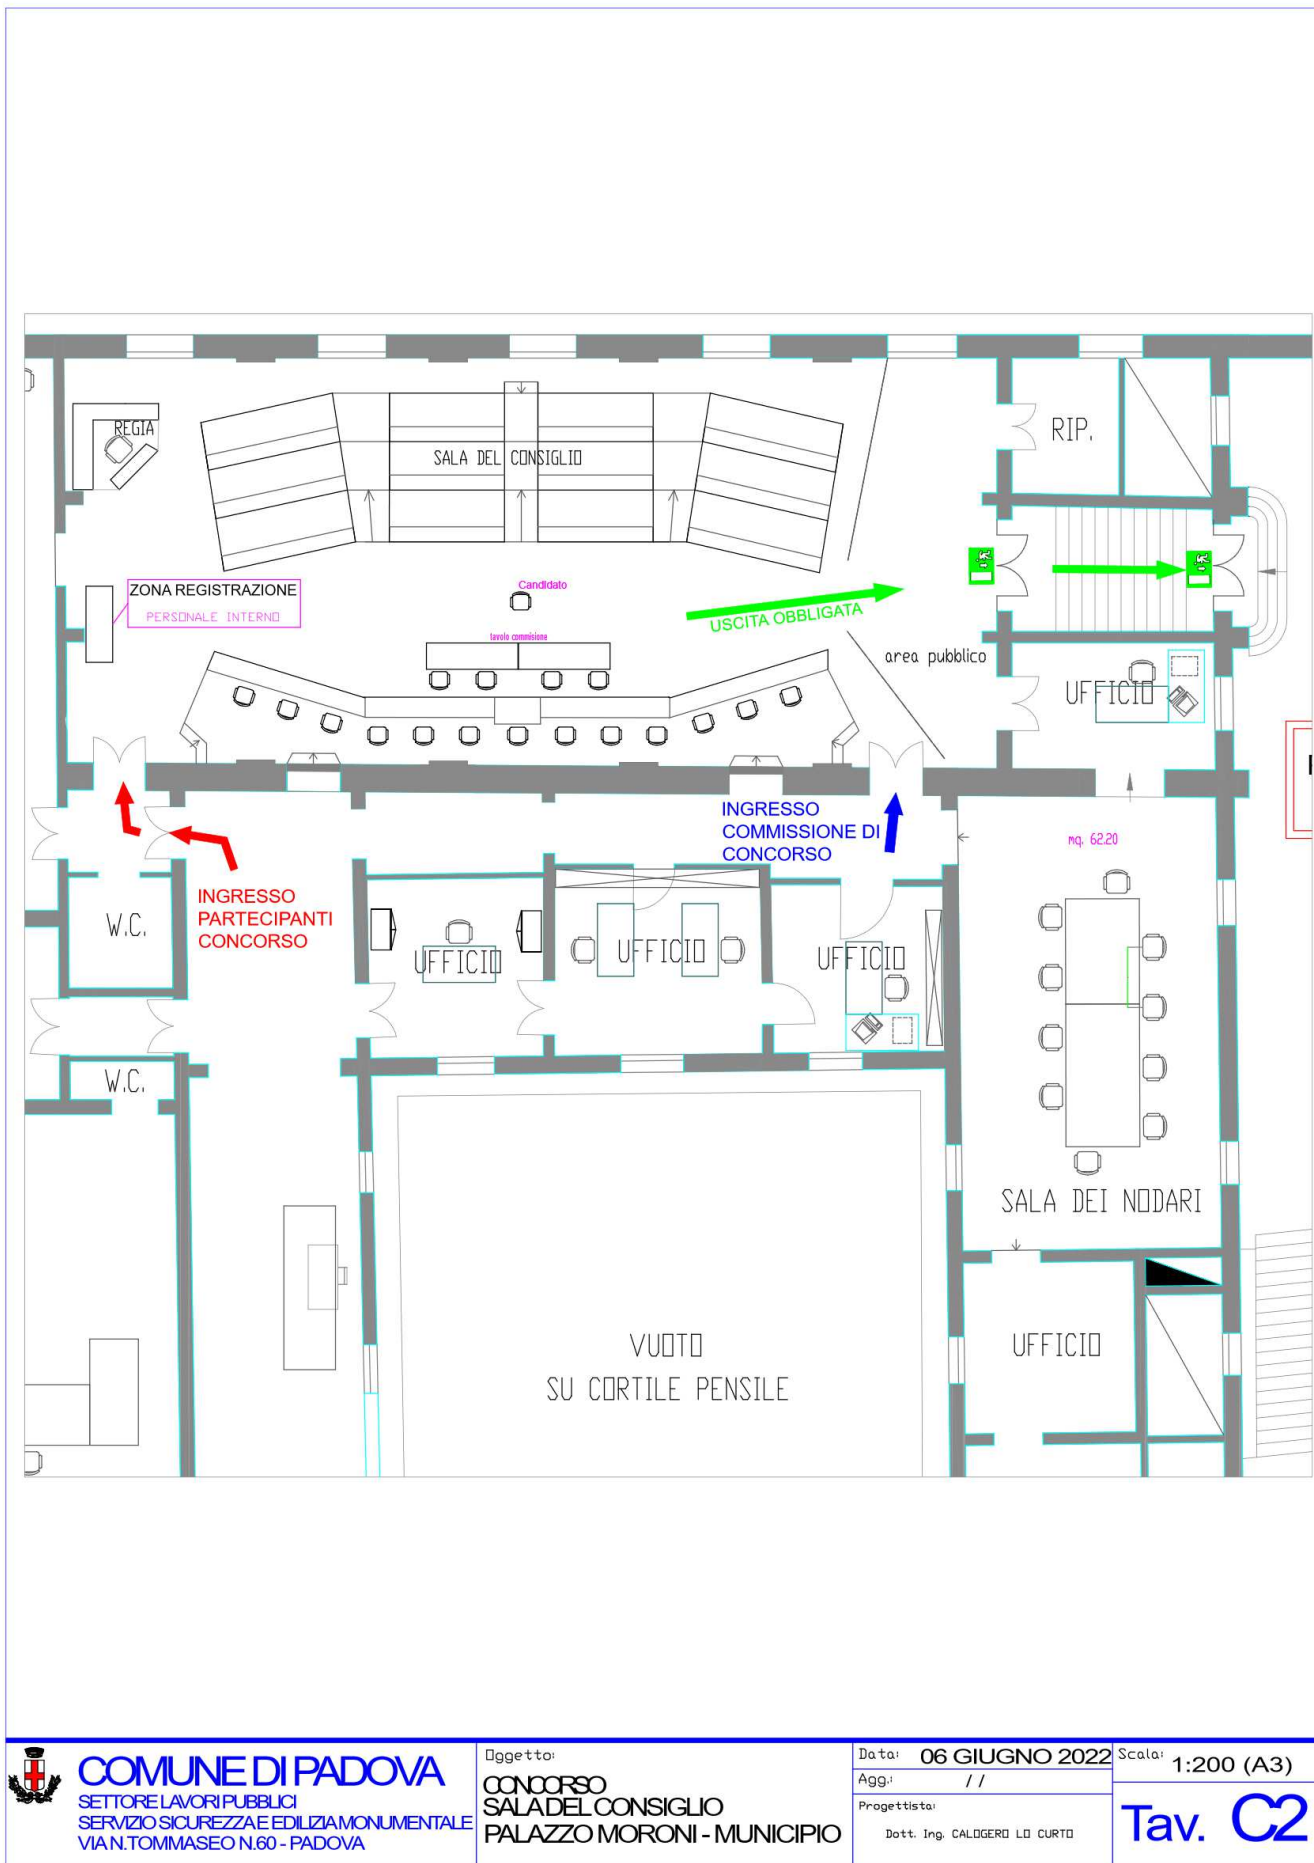 REGIA
SALA DEL CONSIGLIO
RIP.
ZONA REGISTRAZIONE
PERSONALE INTERNO
Candidato
tavolo commisione
USCITA OBBLIGATA
area pubblico
UFFICIO
INGRESSO
COMMISSIONE DI
CONCORSO
mq. 62.20
INGRESSO
PARTECIPANTI
CONCORSO
W.C.
UFFICIO
UFFICIO
UFFICIO
W.C.
SALA DEI NODARI
VUOTO
SU CORTILE PENSILE
UFFICIO
COMUNE DI PADOVA
SETTORE LAVORI PUBBLICI
SERVIZIO SICUREZZA E EDILIZIA MONUMENTALE
VIA N.TOMMASEO N.60 - PADOVA
Oggetto:
CONCORSO
SALA DEL CONSIGLIO
PALAZZO MORONI - MUNICIPIO
Data: 06 GIUGNO 2022
Agg.: / /
Progettista:
Dott. Ing. CALOGERO LO CURTO
Scala: 1:200 (A3)
Tav. C2